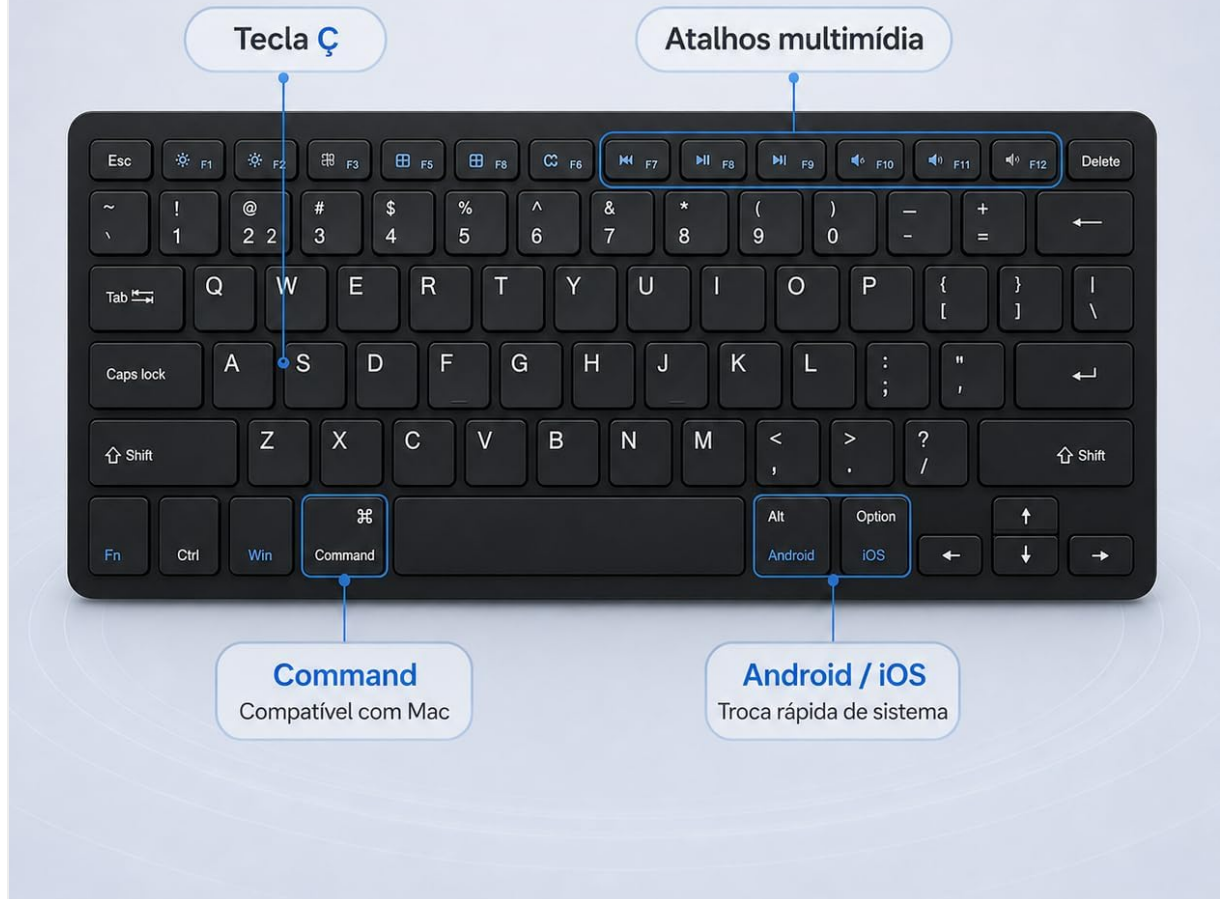 Tecla Ç
Atalhos multimídia
Esc F1 F2 F3 F5 F8 F6 F7 F8 F9 F10 F11 F12 Delete
~ ! @ # $ % ^ & * ( ) — +
` 1 2 2 3 4 5 6 7 8 9 0 - = ←
Tab Q W E R T Y U I O P { } |
[ ] \
Caps lock A S D F G H J K L : "
; ,
Shift Z X C V B N M < > ? Shift
, . /
⌘ Alt Option ↑
Fn Ctrl Win Command Android iOS ← ↓ →
Command
Compatível com Mac
Android / iOS
Troca rápida de sistema